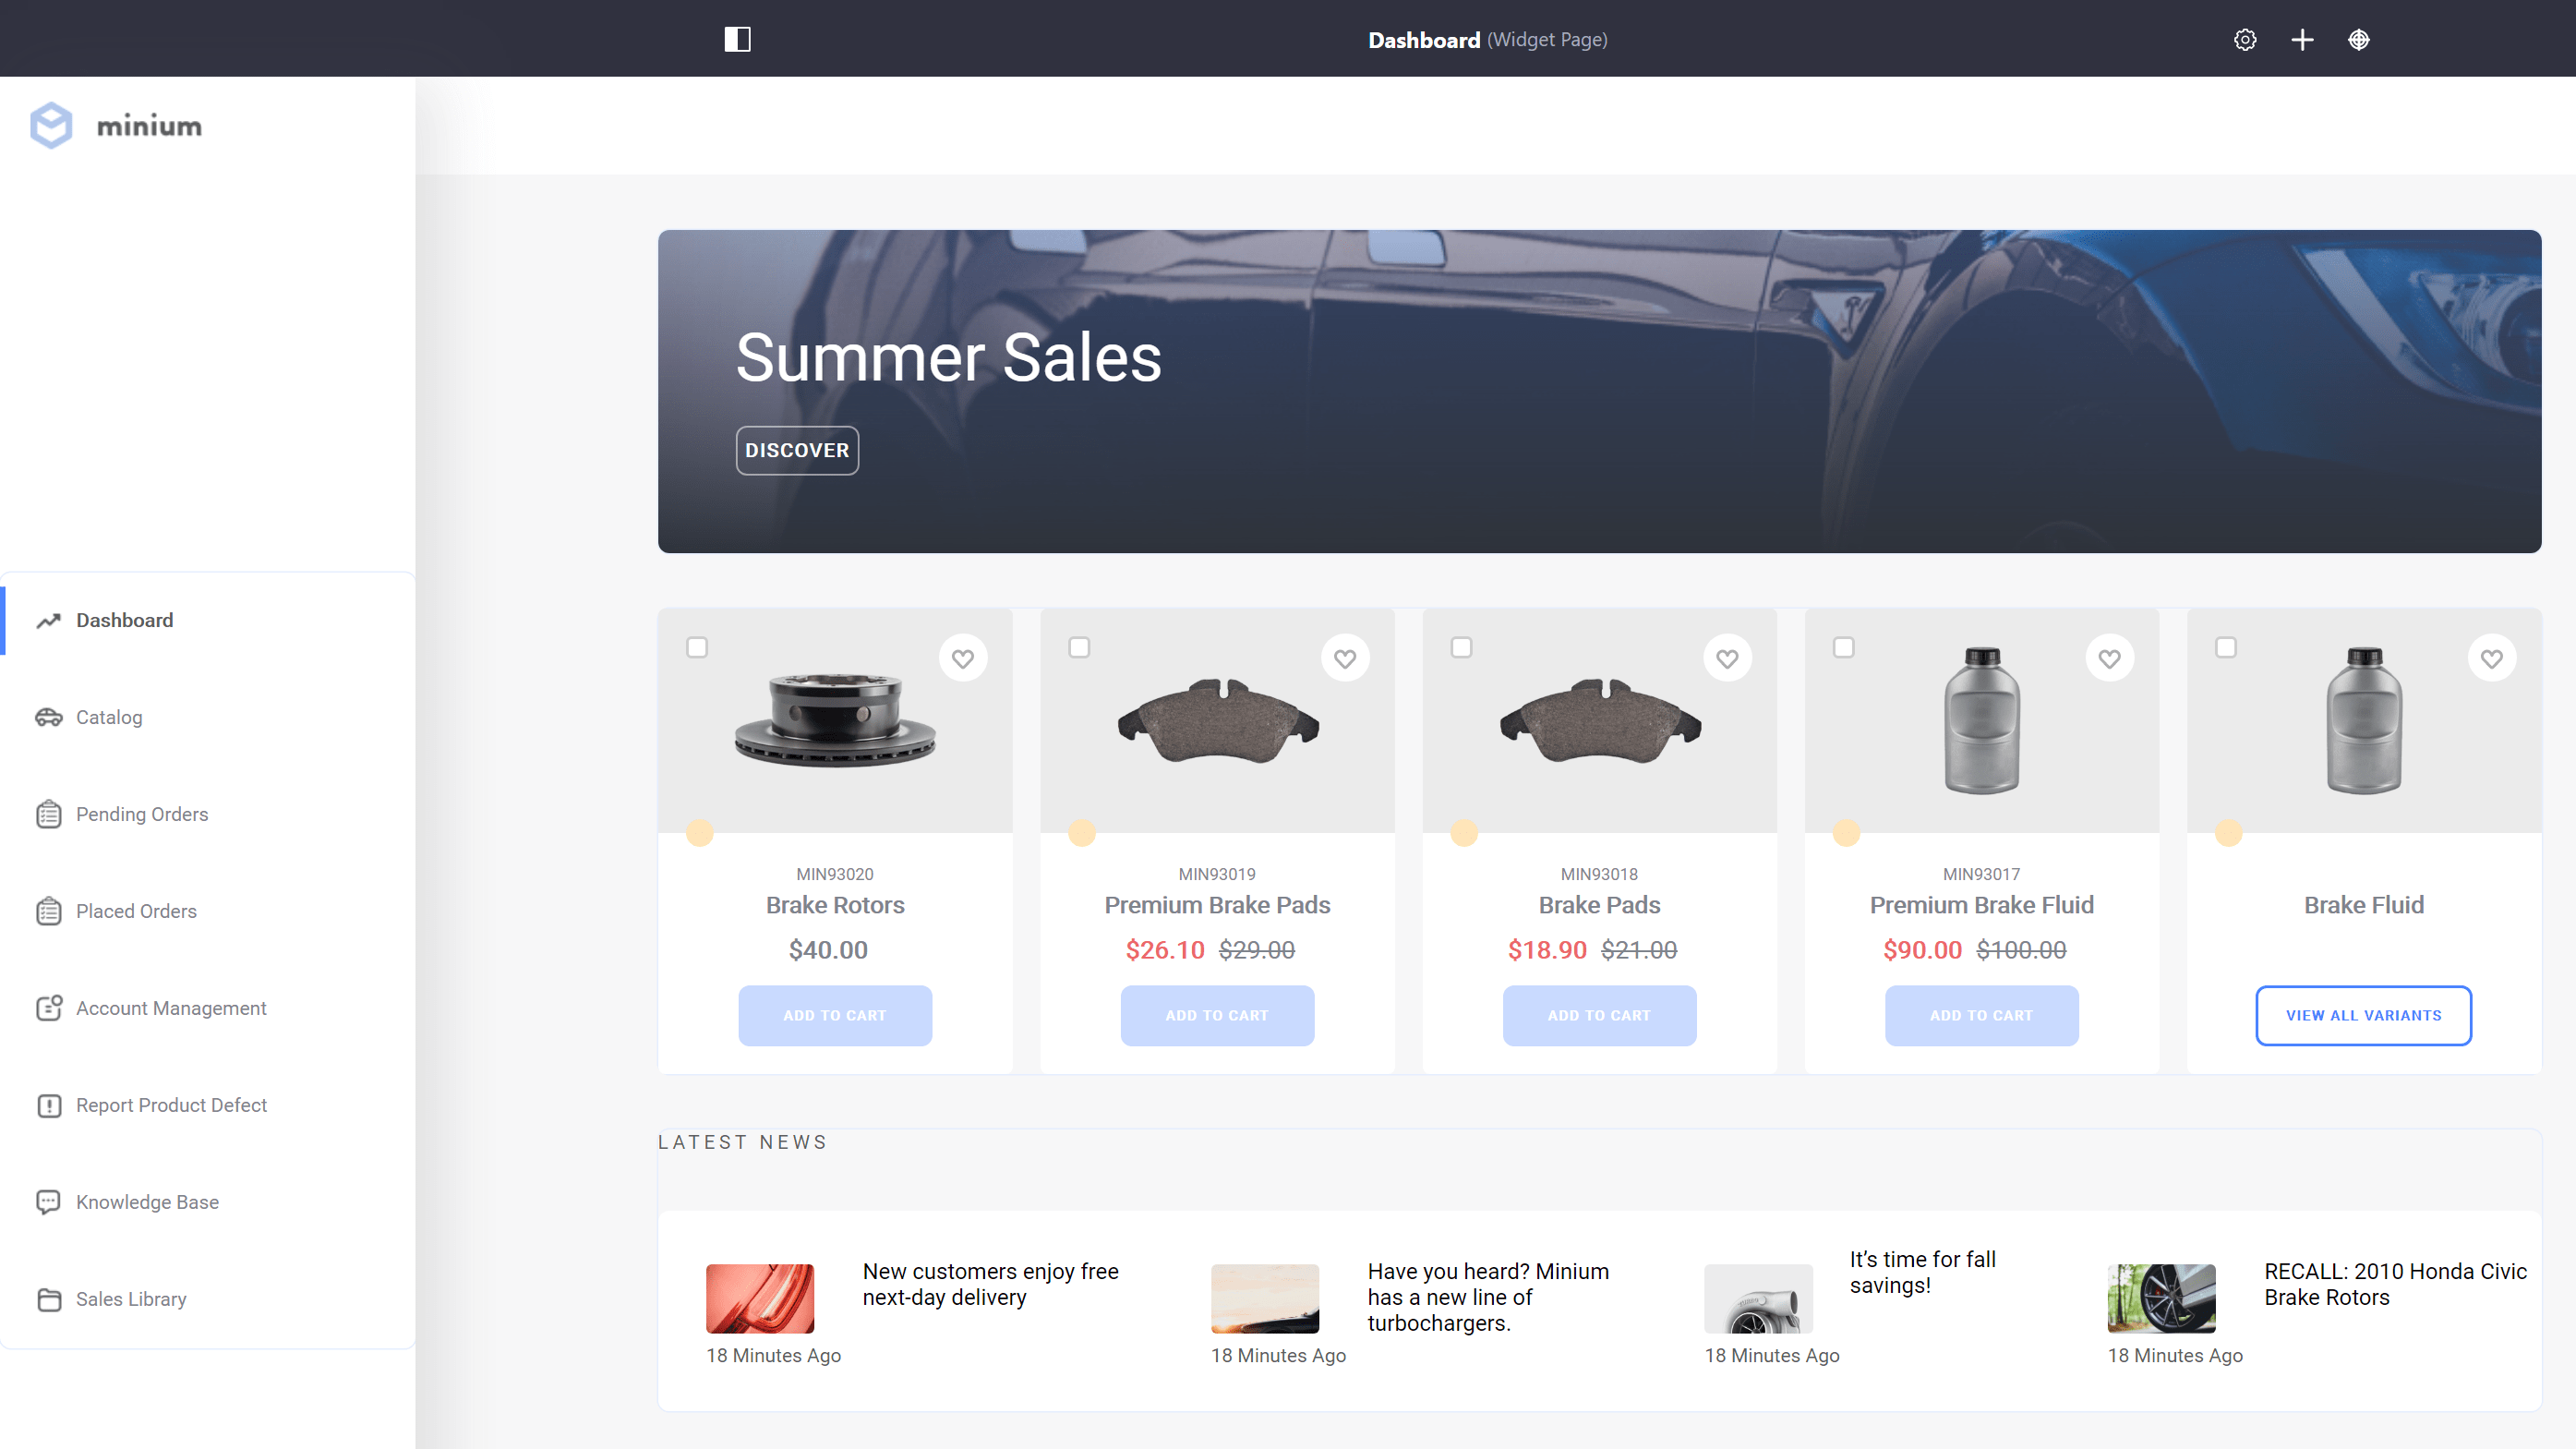 Dashboard (Widget Page)
minium
Dashboard
Catalog
Pending Orders
Placed Orders
Account Management
Report Product Defect
Knowledge Base
Sales Library
Summer Sales
DISCOVER
MIN93020
Brake Rotors
$40.00
ADD TO CART
MIN93019
Premium Brake Pads
$26.10 $29.00
ADD TO CART
MIN93018
Brake Pads
$18.90 $21.00
ADD TO CART
MIN93017
Premium Brake Fluid
$90.00 $100.00
ADD TO CART
Brake Fluid
VIEW ALL VARIANTS
LATEST NEWS
New customers enjoy free
next-day delivery
18 Minutes Ago
Have you heard? Minium
has a new line of
turbochargers.
18 Minutes Ago
It’s time for fall
savings!
18 Minutes Ago
RECALL: 2010 Honda Civic
Brake Rotors
18 Minutes Ago